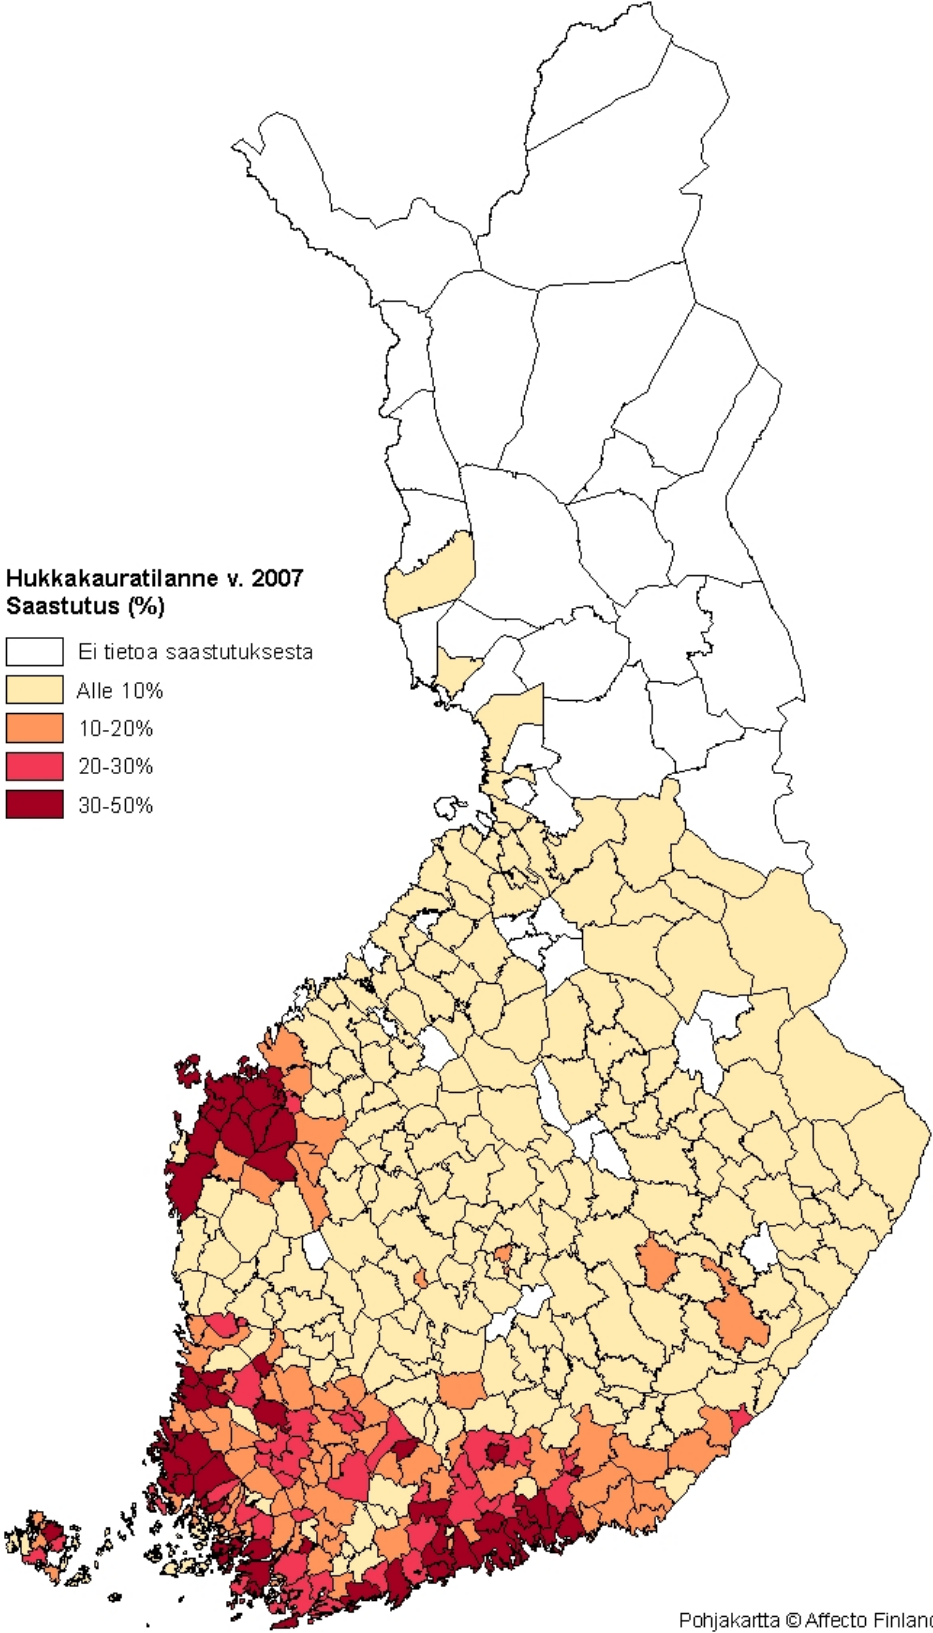 Hukkakauratilanne v. 2007
Saastutus (%)
Ei tietoa saastutuksesta
Alle 10%
10-20%
20-30%
30-50%
Pohjakartta © Affecto Finland